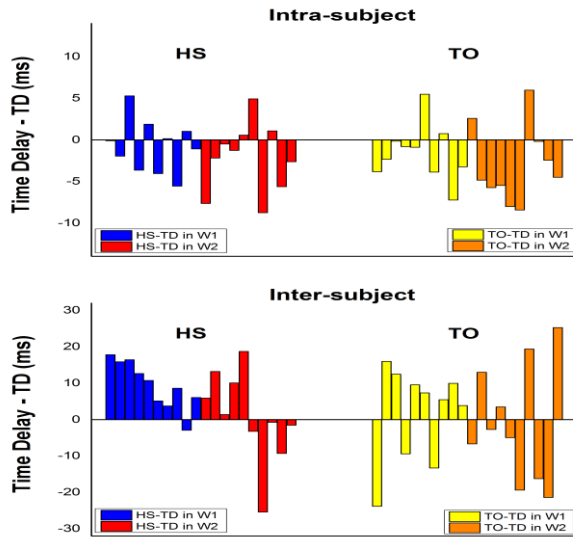 Intra-subject
HS TO
Time Delay - TD (ms)
10
5
0
-5
-10
HS-TD in W1
HS-TD in W2
TO-TD in W1
TO-TD in W2
Inter-subject
HS TO
Time Delay - TD (ms)
30
20
10
0
-10
-20
-30
HS-TD in W1
HS-TD in W2
TO-TD in W1
TO-TD in W2